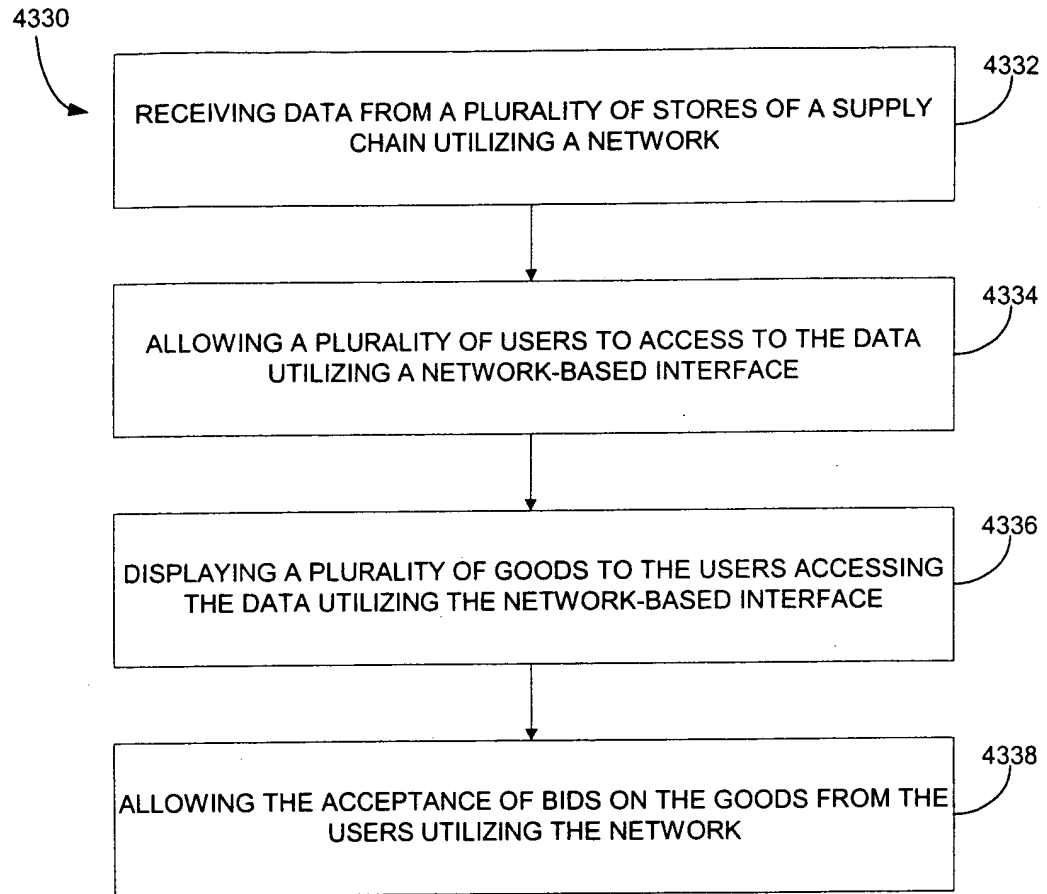 4330
4332
RECEIVING DATA FROM A PLURALITY OF STORES OF A SUPPLY
CHAIN UTILIZING A NETWORK
4334
ALLOWING A PLURALITY OF USERS TO ACCESS TO THE DATA
UTILIZING A NETWORK-BASED INTERFACE
4336
DISPLAYING A PLURALITY OF GOODS TO THE USERS ACCESSING
THE DATA UTILIZING THE NETWORK-BASED INTERFACE
4338
ALLOWING THE ACCEPTANCE OF BIDS ON THE GOODS FROM THE
USERS UTILIZING THE NETWORK